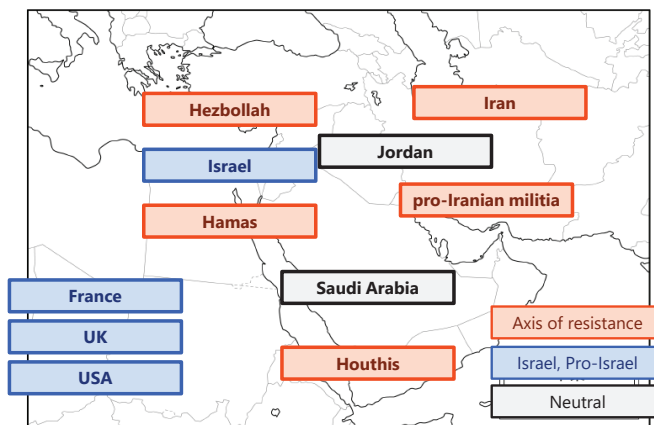 Hezbollah
Iran
Israel
Jordan
Hamas
pro-Iranian militia
France
Saudi Arabia
UK
Axis of resistance
USA
Houthis
Israel, Pro-Israel
Neutral